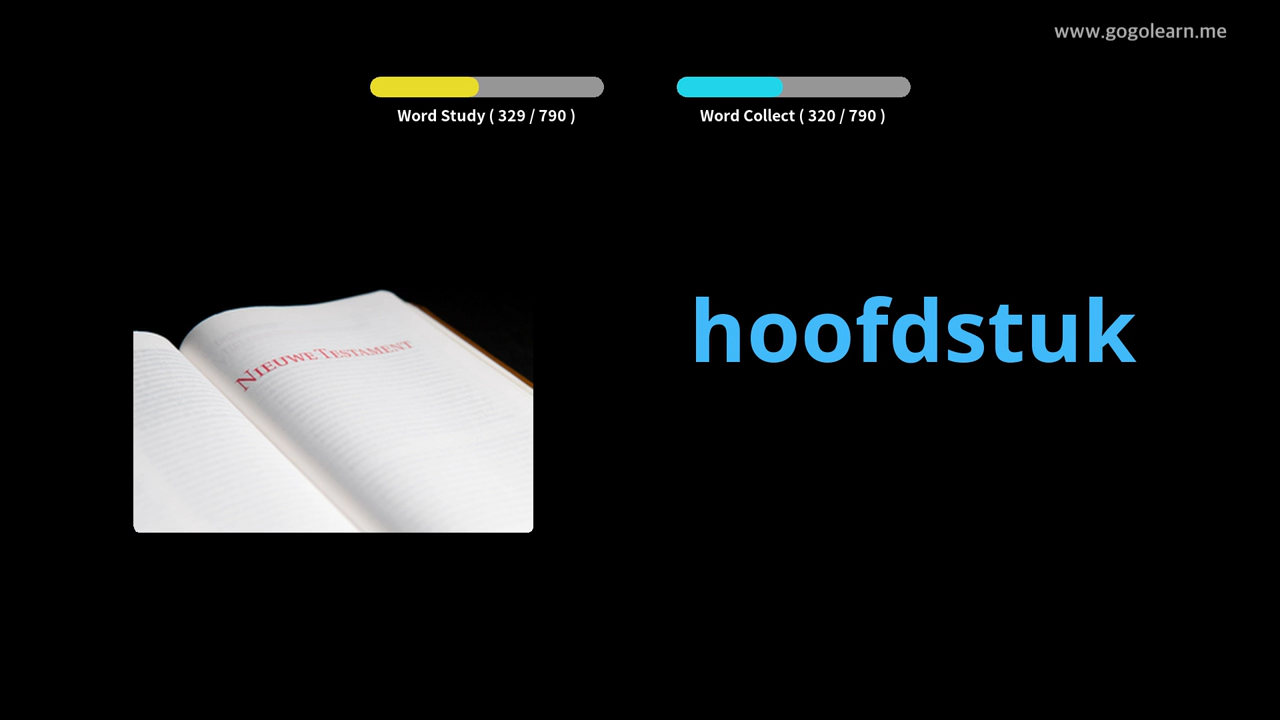 www.gogolearn.me
Word Study ( 329 / 790 )
Word Collect ( 320 / 790 )
NIEUWE TESTAMENT
hoofdstuk